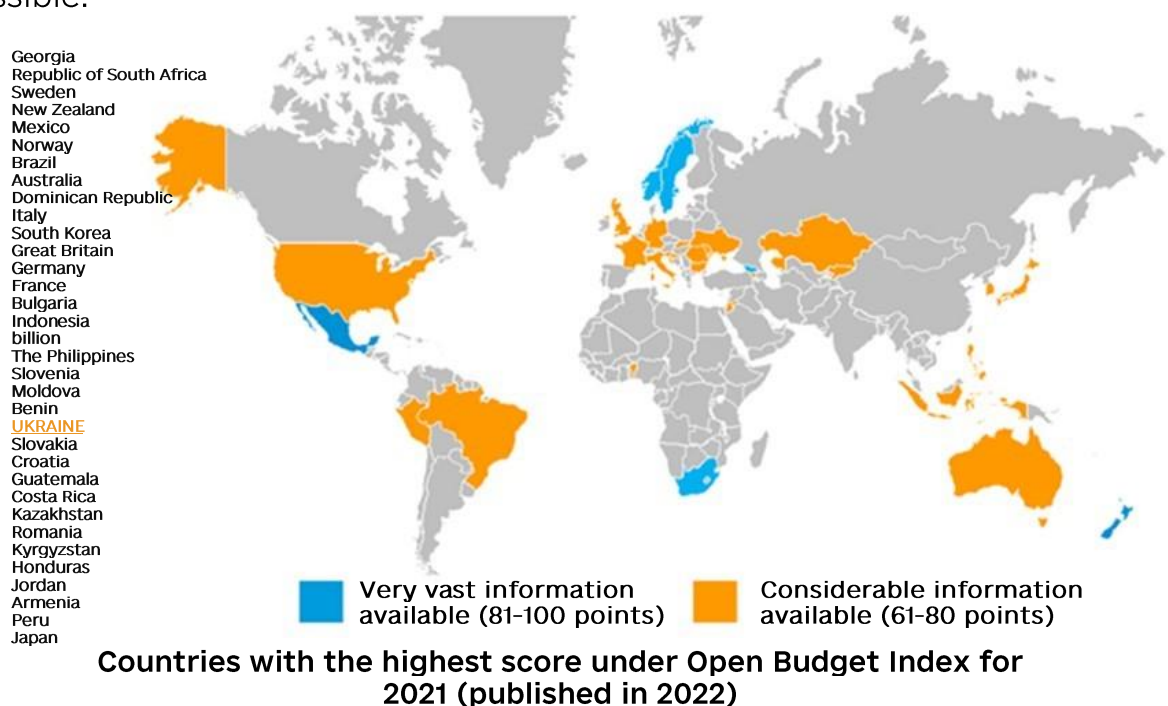 Georgia
Republic of South Africa
Sweden
New Zealand
Mexico
Norway
Brazil
Australia
Dominican Republic
Italy
South Korea
Great Britain
Germany
France
Bulgaria
Indonesia
billion
The Philippines
Slovenia
Moldova
Benin
UKRAINE
Slovakia
Croatia
Guatemala
Costa Rica
Kazakhstan
Romania
Kyrgyzstan
Honduras
Jordan
Armenia
Peru
Japan
Very vast information
available (81-100 points)
Considerable information
available (61-80 points)
Countries with the highest score under Open Budget Index for
2021 (published in 2022)